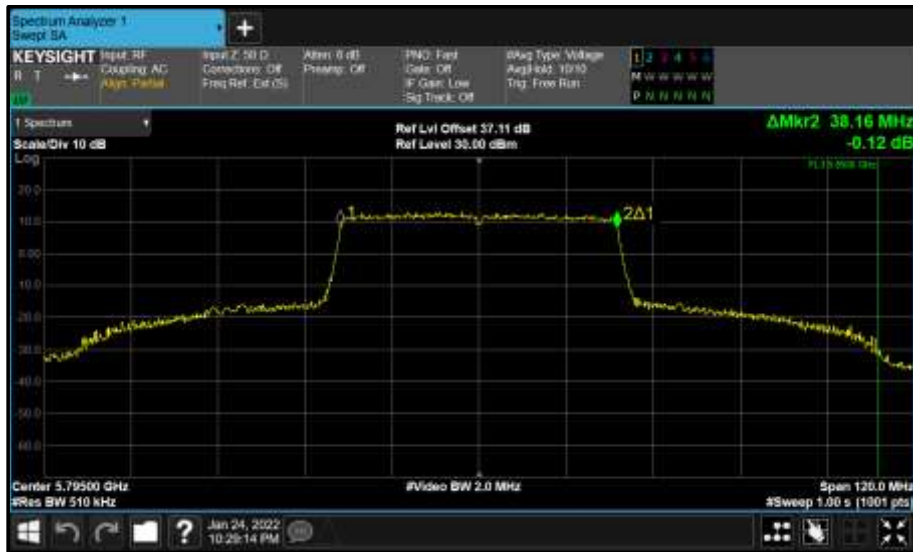 Spectrum Analyzer 1
Swept SA
+
KEYSIGHT
R T
Input: RF
Coupling: AC
Align: Partial
Input Z: 50 Ω
Corrections: Off
Freq Ref: Ext (S)
Atten: 6 dB
Preamp: Off
PNO: Fast
Gate: Off
IF Gain: Low
Sig Track: Off
#Avg Type: Voltage
Avg|Hold: 10/10
Trig: Free Run
1 2 3 4 5 6
M W W W W W
P N N N N N
1 Spectrum
Scale/Div 10 dB
Log
Ref Lvl Offset 37.11 dB
Ref Level 30.00 dBm
ΔMkr2 38.16 MHz
-0.12 dB
20.0
10.0
0.00
-10.0
-20.0
-30.0
-40.0
-50.0
-60.0
1
2Δ1
Center 5.79500 GHz
#Res BW 510 kHz
#Video BW 2.0 MHz
Span 120.0 MHz
#Sweep 1.00 s (1001 pts)
?
Jan 24, 2022
10:29:14 PM